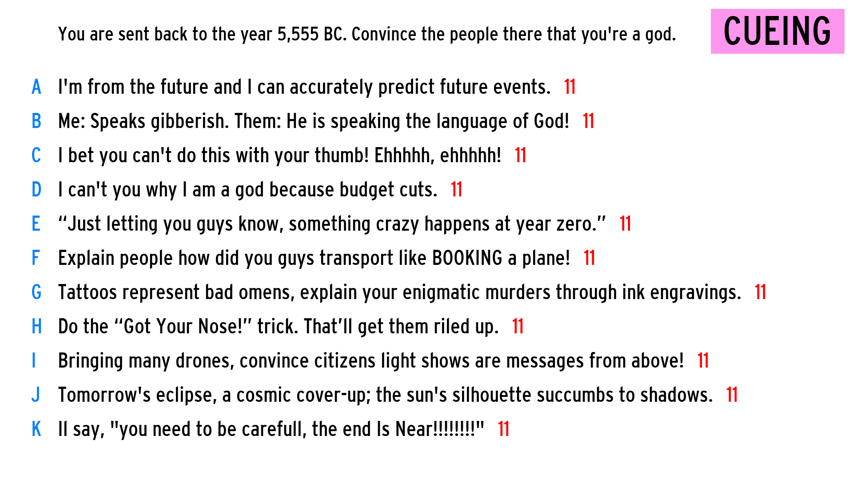 You are sent back to the year 5,555 BC. Convince the people there that you're a god.
CUEING
A I'm from the future and I can accurately predict future events. 11
B Me: Speaks gibberish. Them: He is speaking the language of God! 11
C I bet you can't do this with your thumb! Ehhhhh, ehhhhh! 11
D I can't you why I am a god because budget cuts. 11
E “Just letting you guys know, something crazy happens at year zero.” 11
F Explain people how did you guys transport like BOOKING a plane! 11
G Tattoos represent bad omens, explain your enigmatic murders through ink engravings. 11
H Do the “Got Your Nose!” trick. That’ll get them riled up. 11
I Bringing many drones, convince citizens light shows are messages from above! 11
J Tomorrow's eclipse, a cosmic cover-up; the sun's silhouette succumbs to shadows. 11
K Il say, "you need to be carefull, the end Is Near!!!!!!!!" 11